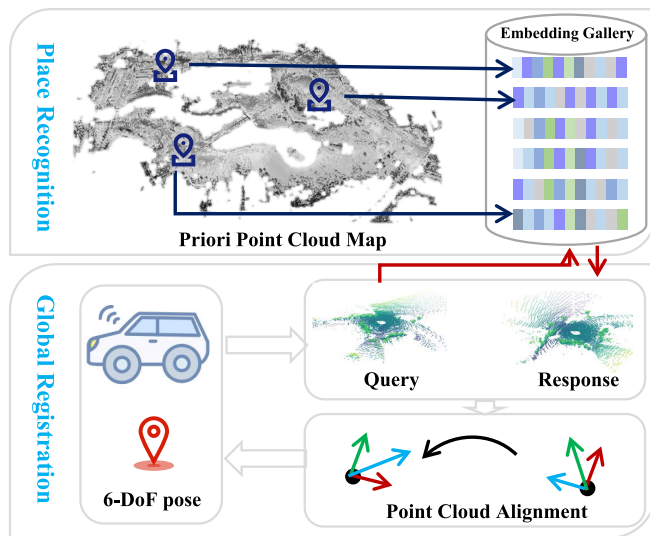 Place Recognition
Embedding Gallery
Priori Point Cloud Map
Global Registration
Query
Response
6-DoF pose
Point Cloud Alignment